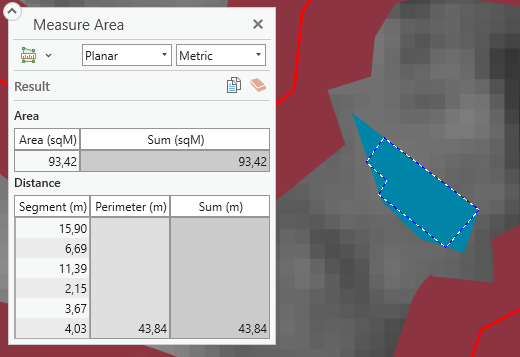 Measure Area
Planar Metric
Result
Area
Area (sqM) Sum (sqM)
93,42 93,42
Distance
Segment (m) Perimeter (m) Sum (m)
15,90
6,69
11,39
2,15
3,67
4,03 43,84 43,84